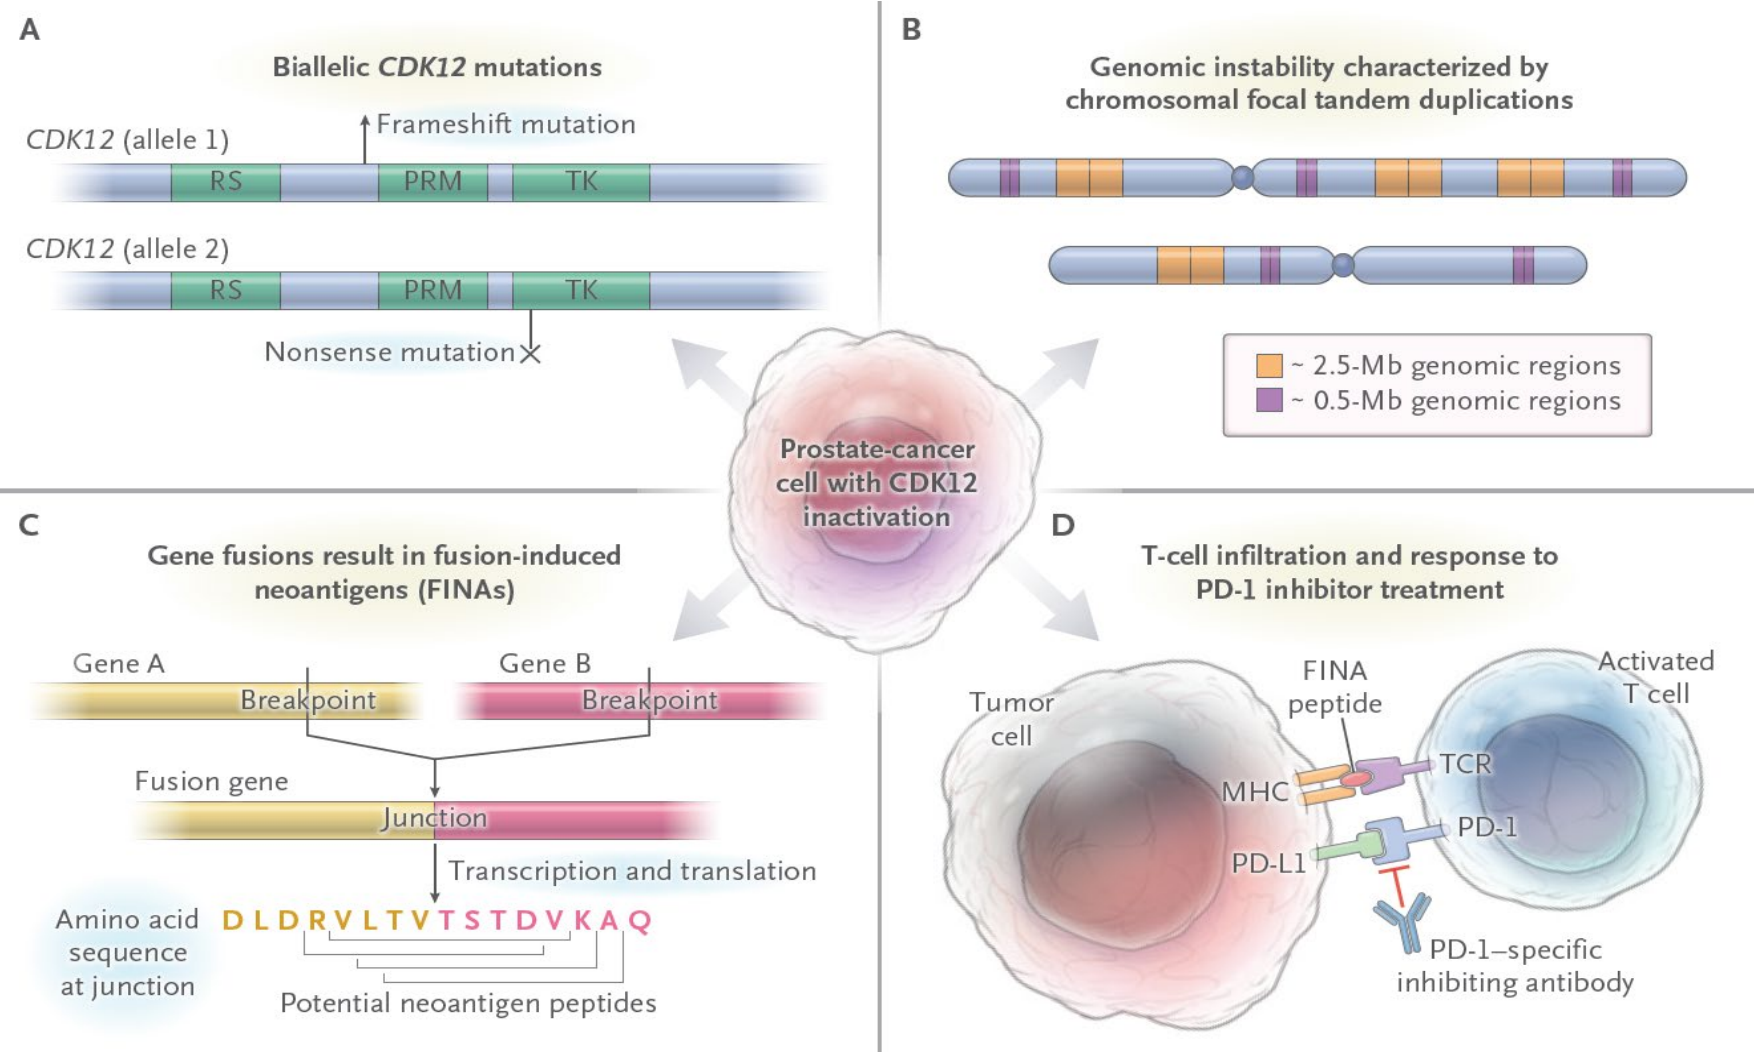 A
Biallelic CDK12 mutations
Frameshift mutation
CDK12 (allele 1)
RS PRM TK
CDK12 (allele 2)
RS PRM TK
Nonsense mutation
B
Genomic instability characterized by
chromosomal focal tandem duplications
~ 2.5-Mb genomic regions
~ 0.5-Mb genomic regions
Prostate-cancer
cell with CDK12
inactivation
C
Gene fusions result in fusion-induced
neoantigens (FINAs)
Gene A
Gene B
Breakpoint
Breakpoint
Fusion gene
Junction
Transcription and translation
Amino acid
sequence
at junction
D L D R V L T V T S T D V K A Q
Potential neoantigen peptides
D
T-cell infiltration and response to
PD-1 inhibitor treatment
Tumor
cell
FINA
peptide
Activated
T cell
MHC
TCR
PD-L1
PD-1
PD-1–specific
inhibiting antibody